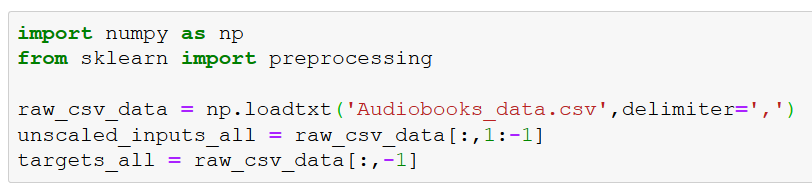 import numpy as np
from sklearn import preprocessing
raw_csv_data = np.loadtxt('Audiobooks_data.csv',delimiter=',')
unscaled_inputs_all = raw_csv_data[:,1:-1]
targets_all = raw_csv_data[:,-1]